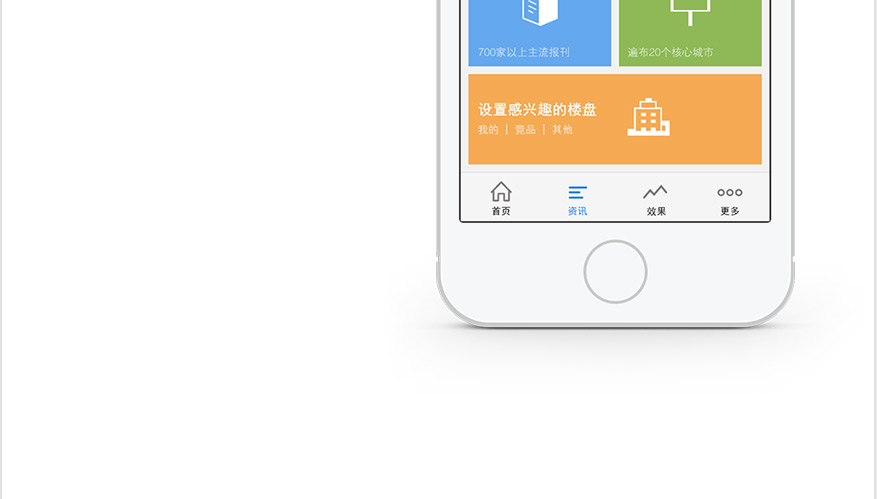 700家以上主流报刊
遍布20个核心城市
设置感兴趣的楼盘
我的 | 竞品 | 其他
首页
资讯
效果
更多